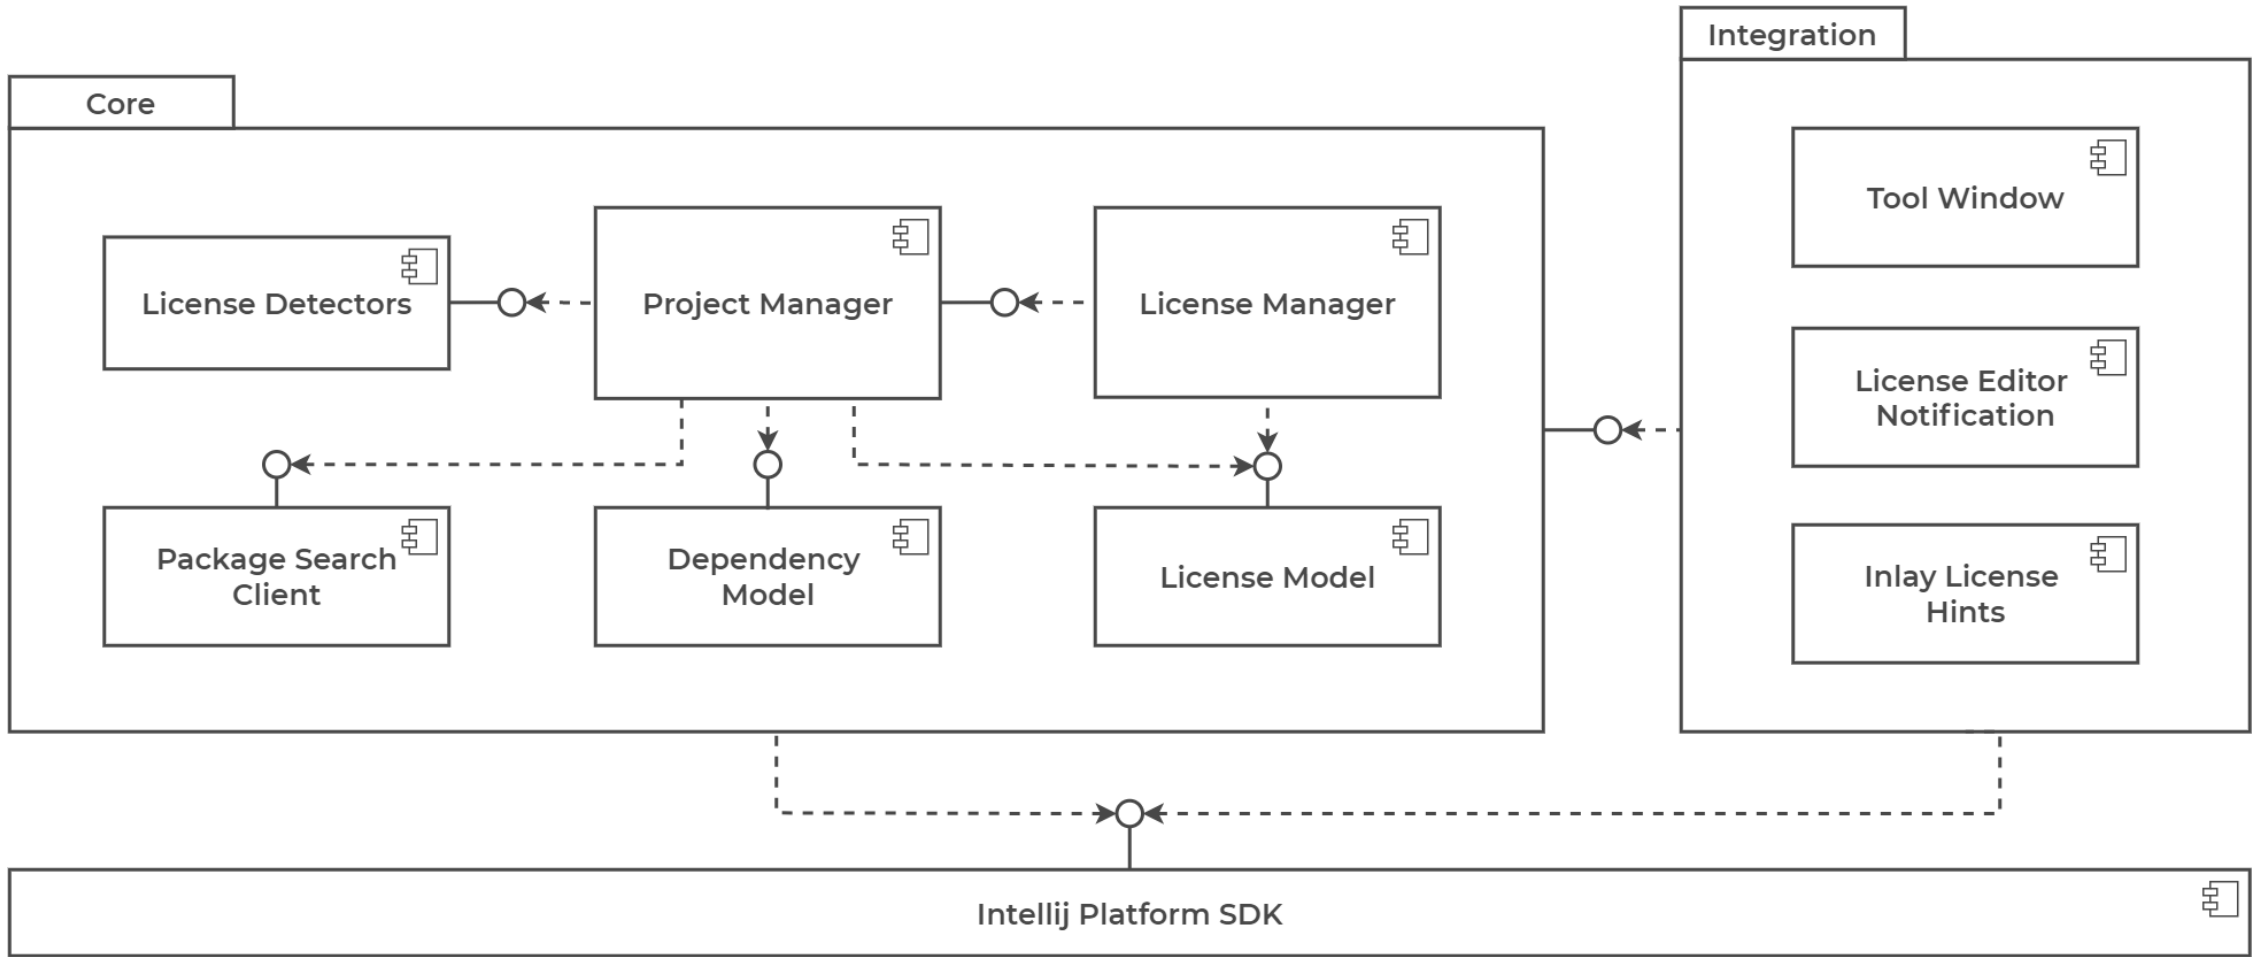 Integration
Core
Tool Window
License Detectors
Project Manager
License Manager
License Editor
Notification
Package Search
Client
Dependency
Model
License Model
Inlay License
Hints
Intellij Platform SDK